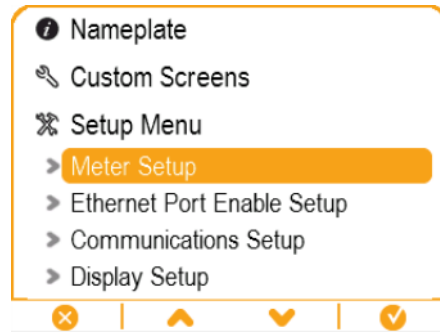 Nameplate
Custom Screens
Setup Menu
Meter Setup
Ethernet Port Enable Setup
Communications Setup
Display Setup